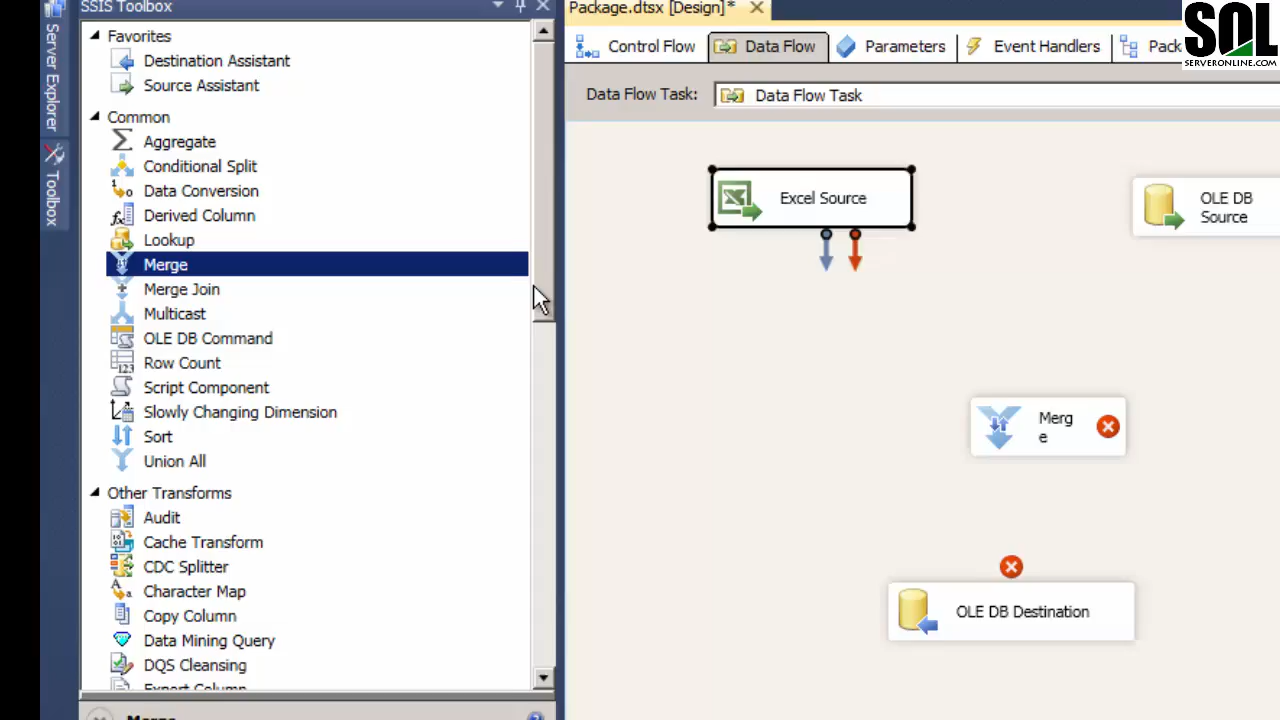 SSIS Toolbox
Server Explorer
Toolbox
Favorites
Destination Assistant
Source Assistant
Common
Aggregate
Conditional Split
Data Conversion
Derived Column
Lookup
Merge
Merge Join
Multicast
OLE DB Command
Row Count
Script Component
Slowly Changing Dimension
Sort
Union All
Other Transforms
Audit
Cache Transform
CDC Splitter
Character Map
Copy Column
Data Mining Query
DQS Cleansing
Export Column
Merge
Package.dtsx [Design]*
Control Flow
Data Flow
Parameters
Event Handlers
Pack
SQL
SERVERONLINE.COM
Data Flow Task:
Data Flow Task
Excel Source
OLE DB
Source
Merg
e
OLE DB Destination